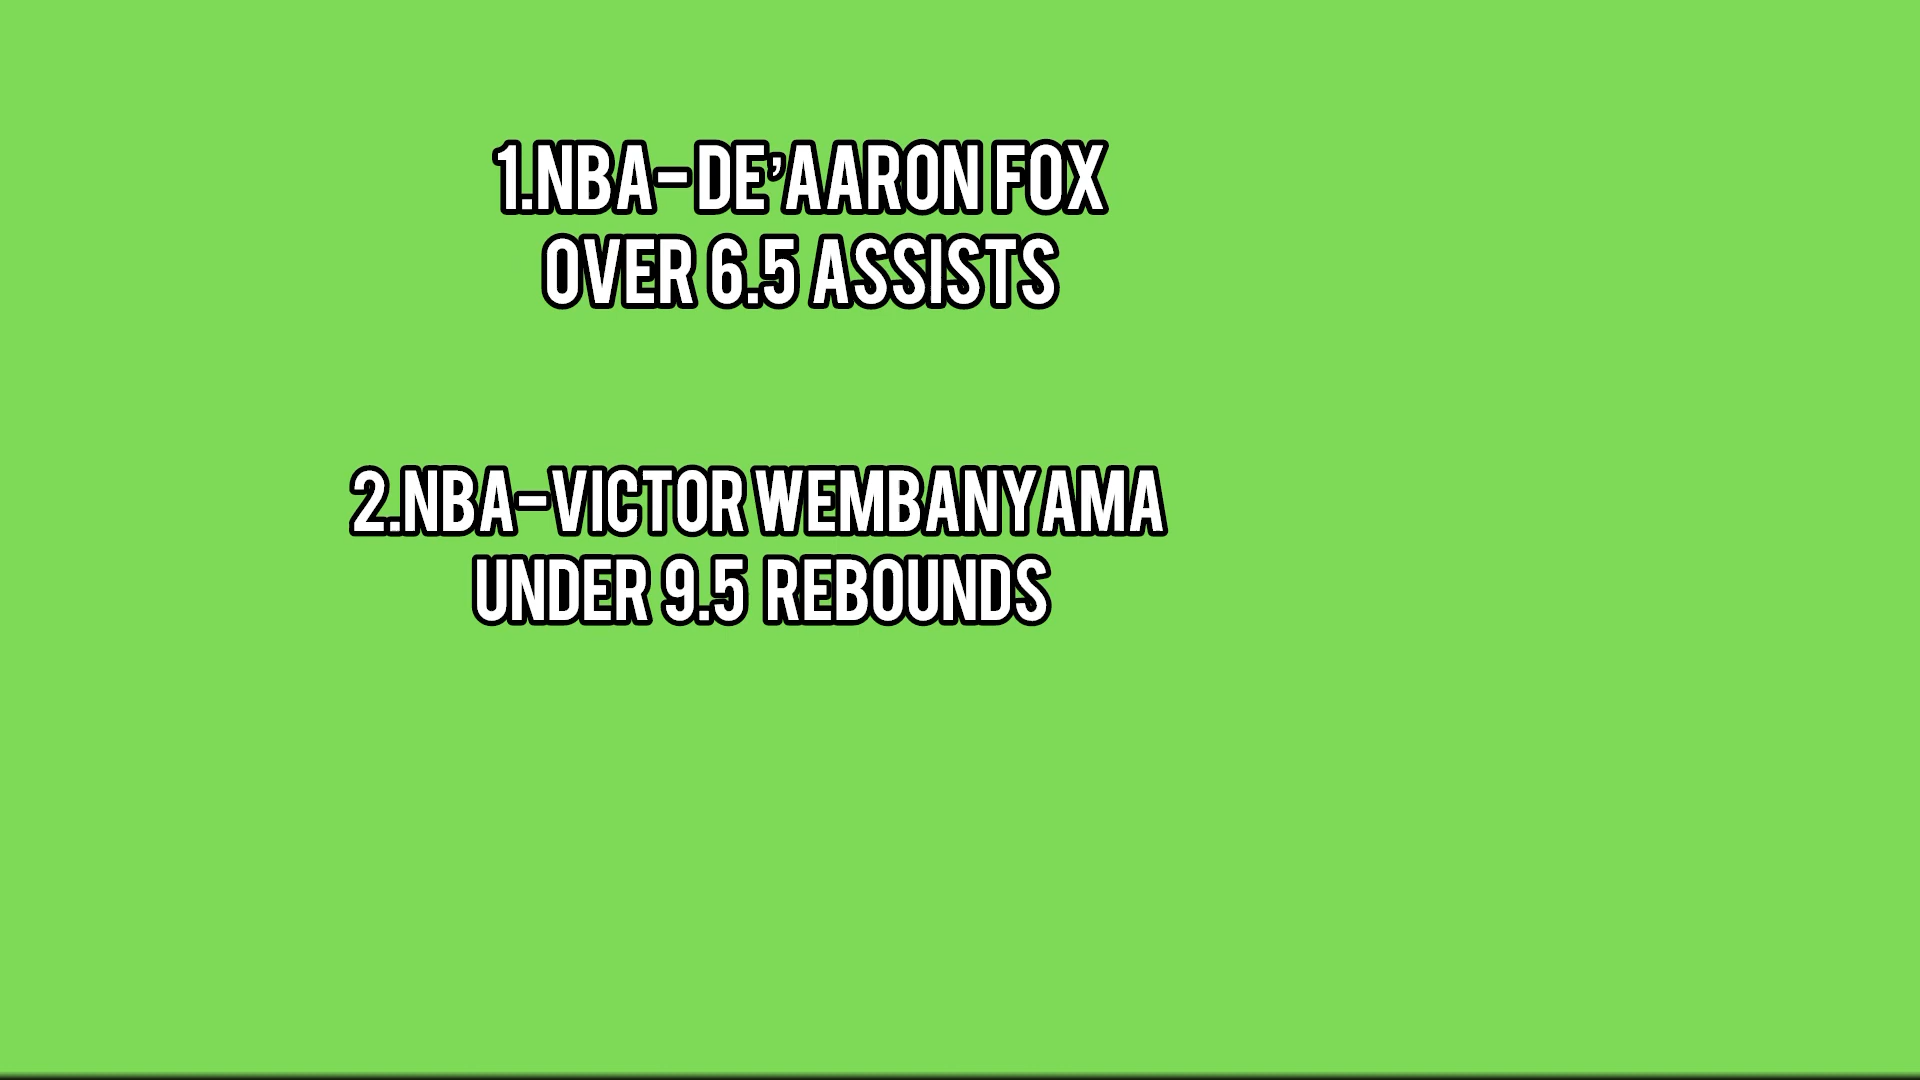 1.NBA-DE'AARON FOX
OVER 6.5 ASSISTS
2.NBA-VICTOR WEMBANYAMA
UNDER 9.5 REBOUNDS